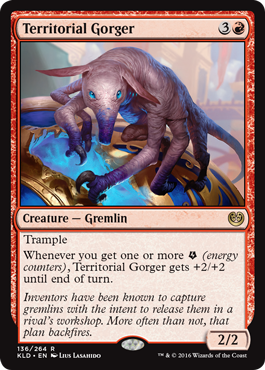 Territorial Gorger 3
Creature — Gremlin
Trample
Whenever you get one or more (energy
counters), Territorial Gorger gets +2/+2
until end of turn.
Inventors have been known to capture
gremlins with the intent to release them in a
rival's workshop. More often than not, that
plan backfires.
2/2
136/264 R
KLD • EN Lius Lasahido
™ & © 2016 Wizards of the Coast